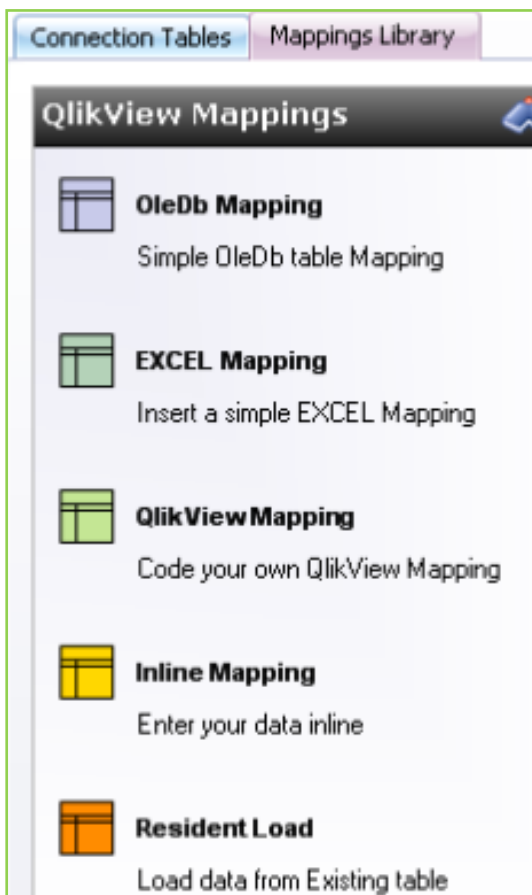 Connection Tables Mappings Library
QlikView Mappings
OleDb Mapping
Simple OleDb table Mapping
EXCEL Mapping
Insert a simple EXCEL Mapping
QlikView Mapping
Code your own QlikView Mapping
Inline Mapping
Enter your data inline
Resident Load
Load data from Existing table